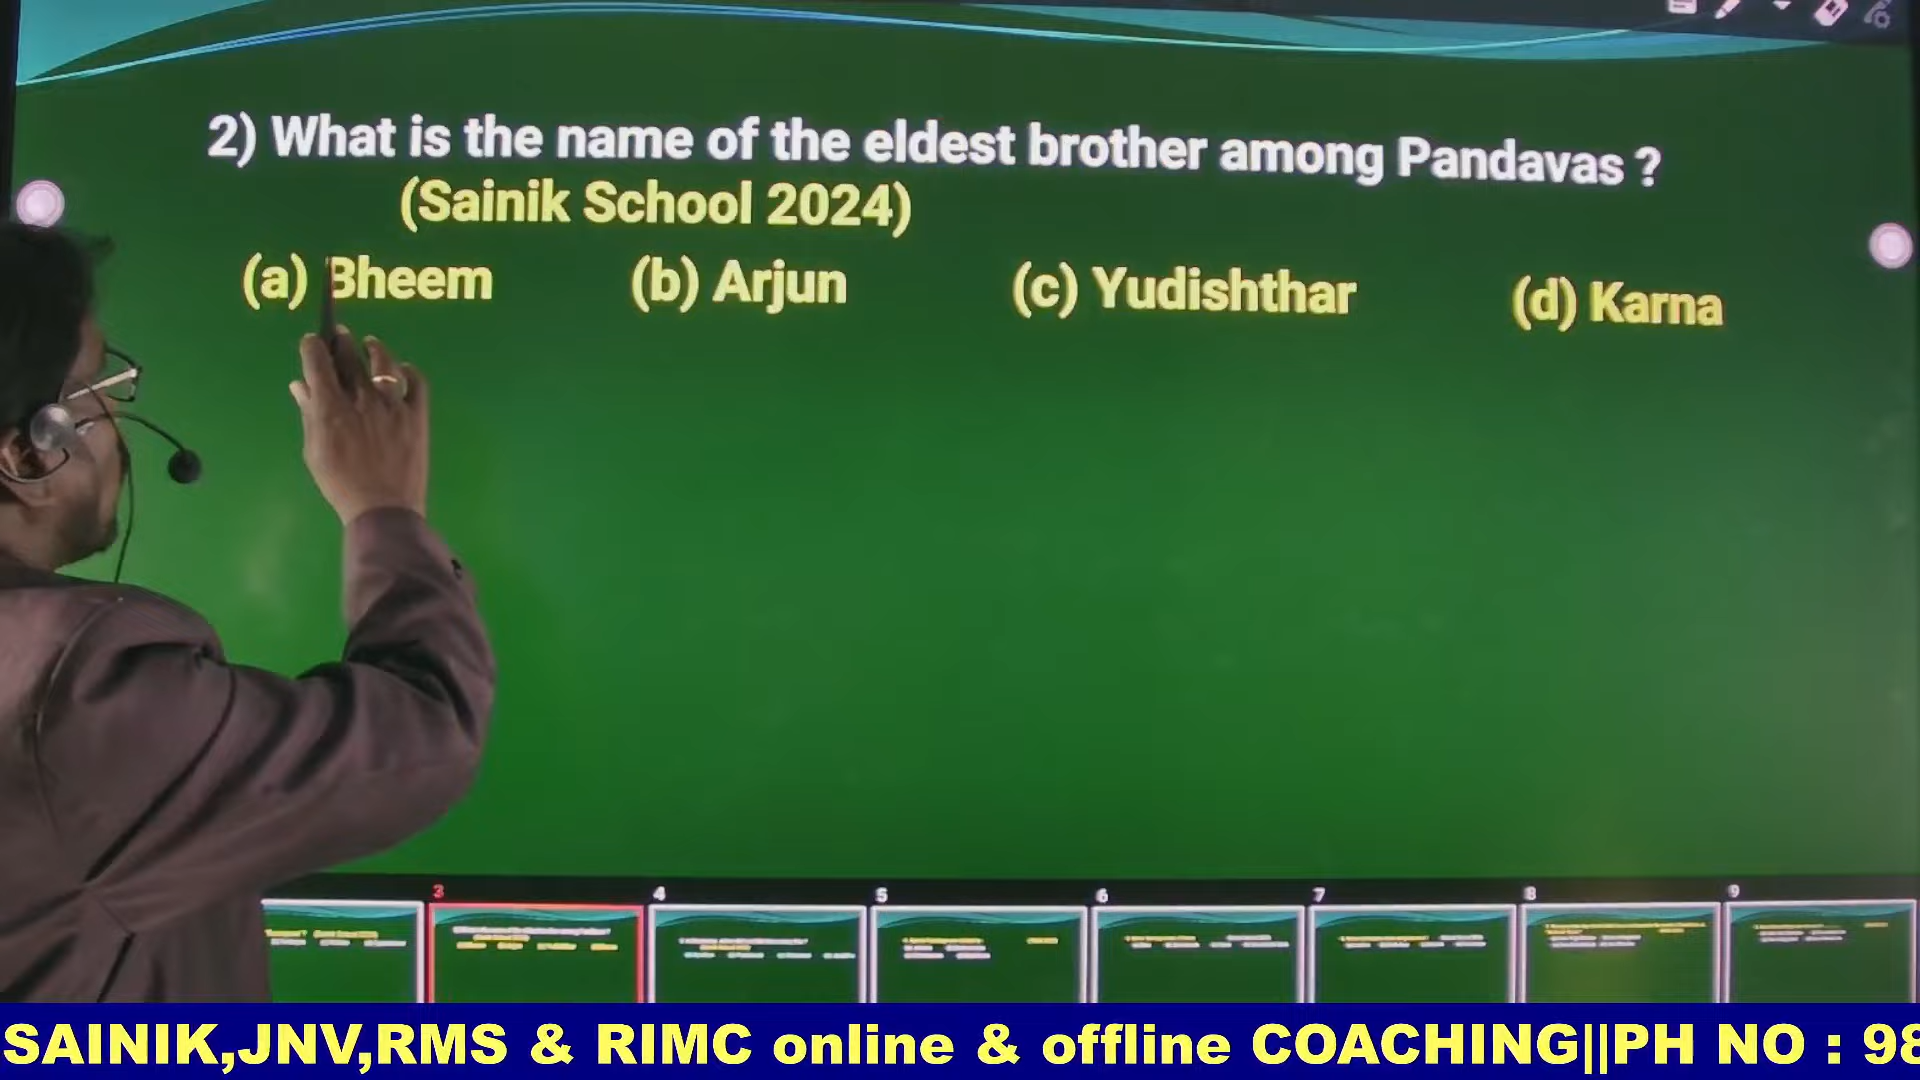 2) What is the name of the eldest brother among Pandavas ?
(Sainik School 2024)
(a) Bheem (b) Arjun (c) Yudishthar (d) Karna
3 4 5 6 7 8 9
SAINIK,JNV,RMS & RIMC online & offline COACHING||PH NO : 98